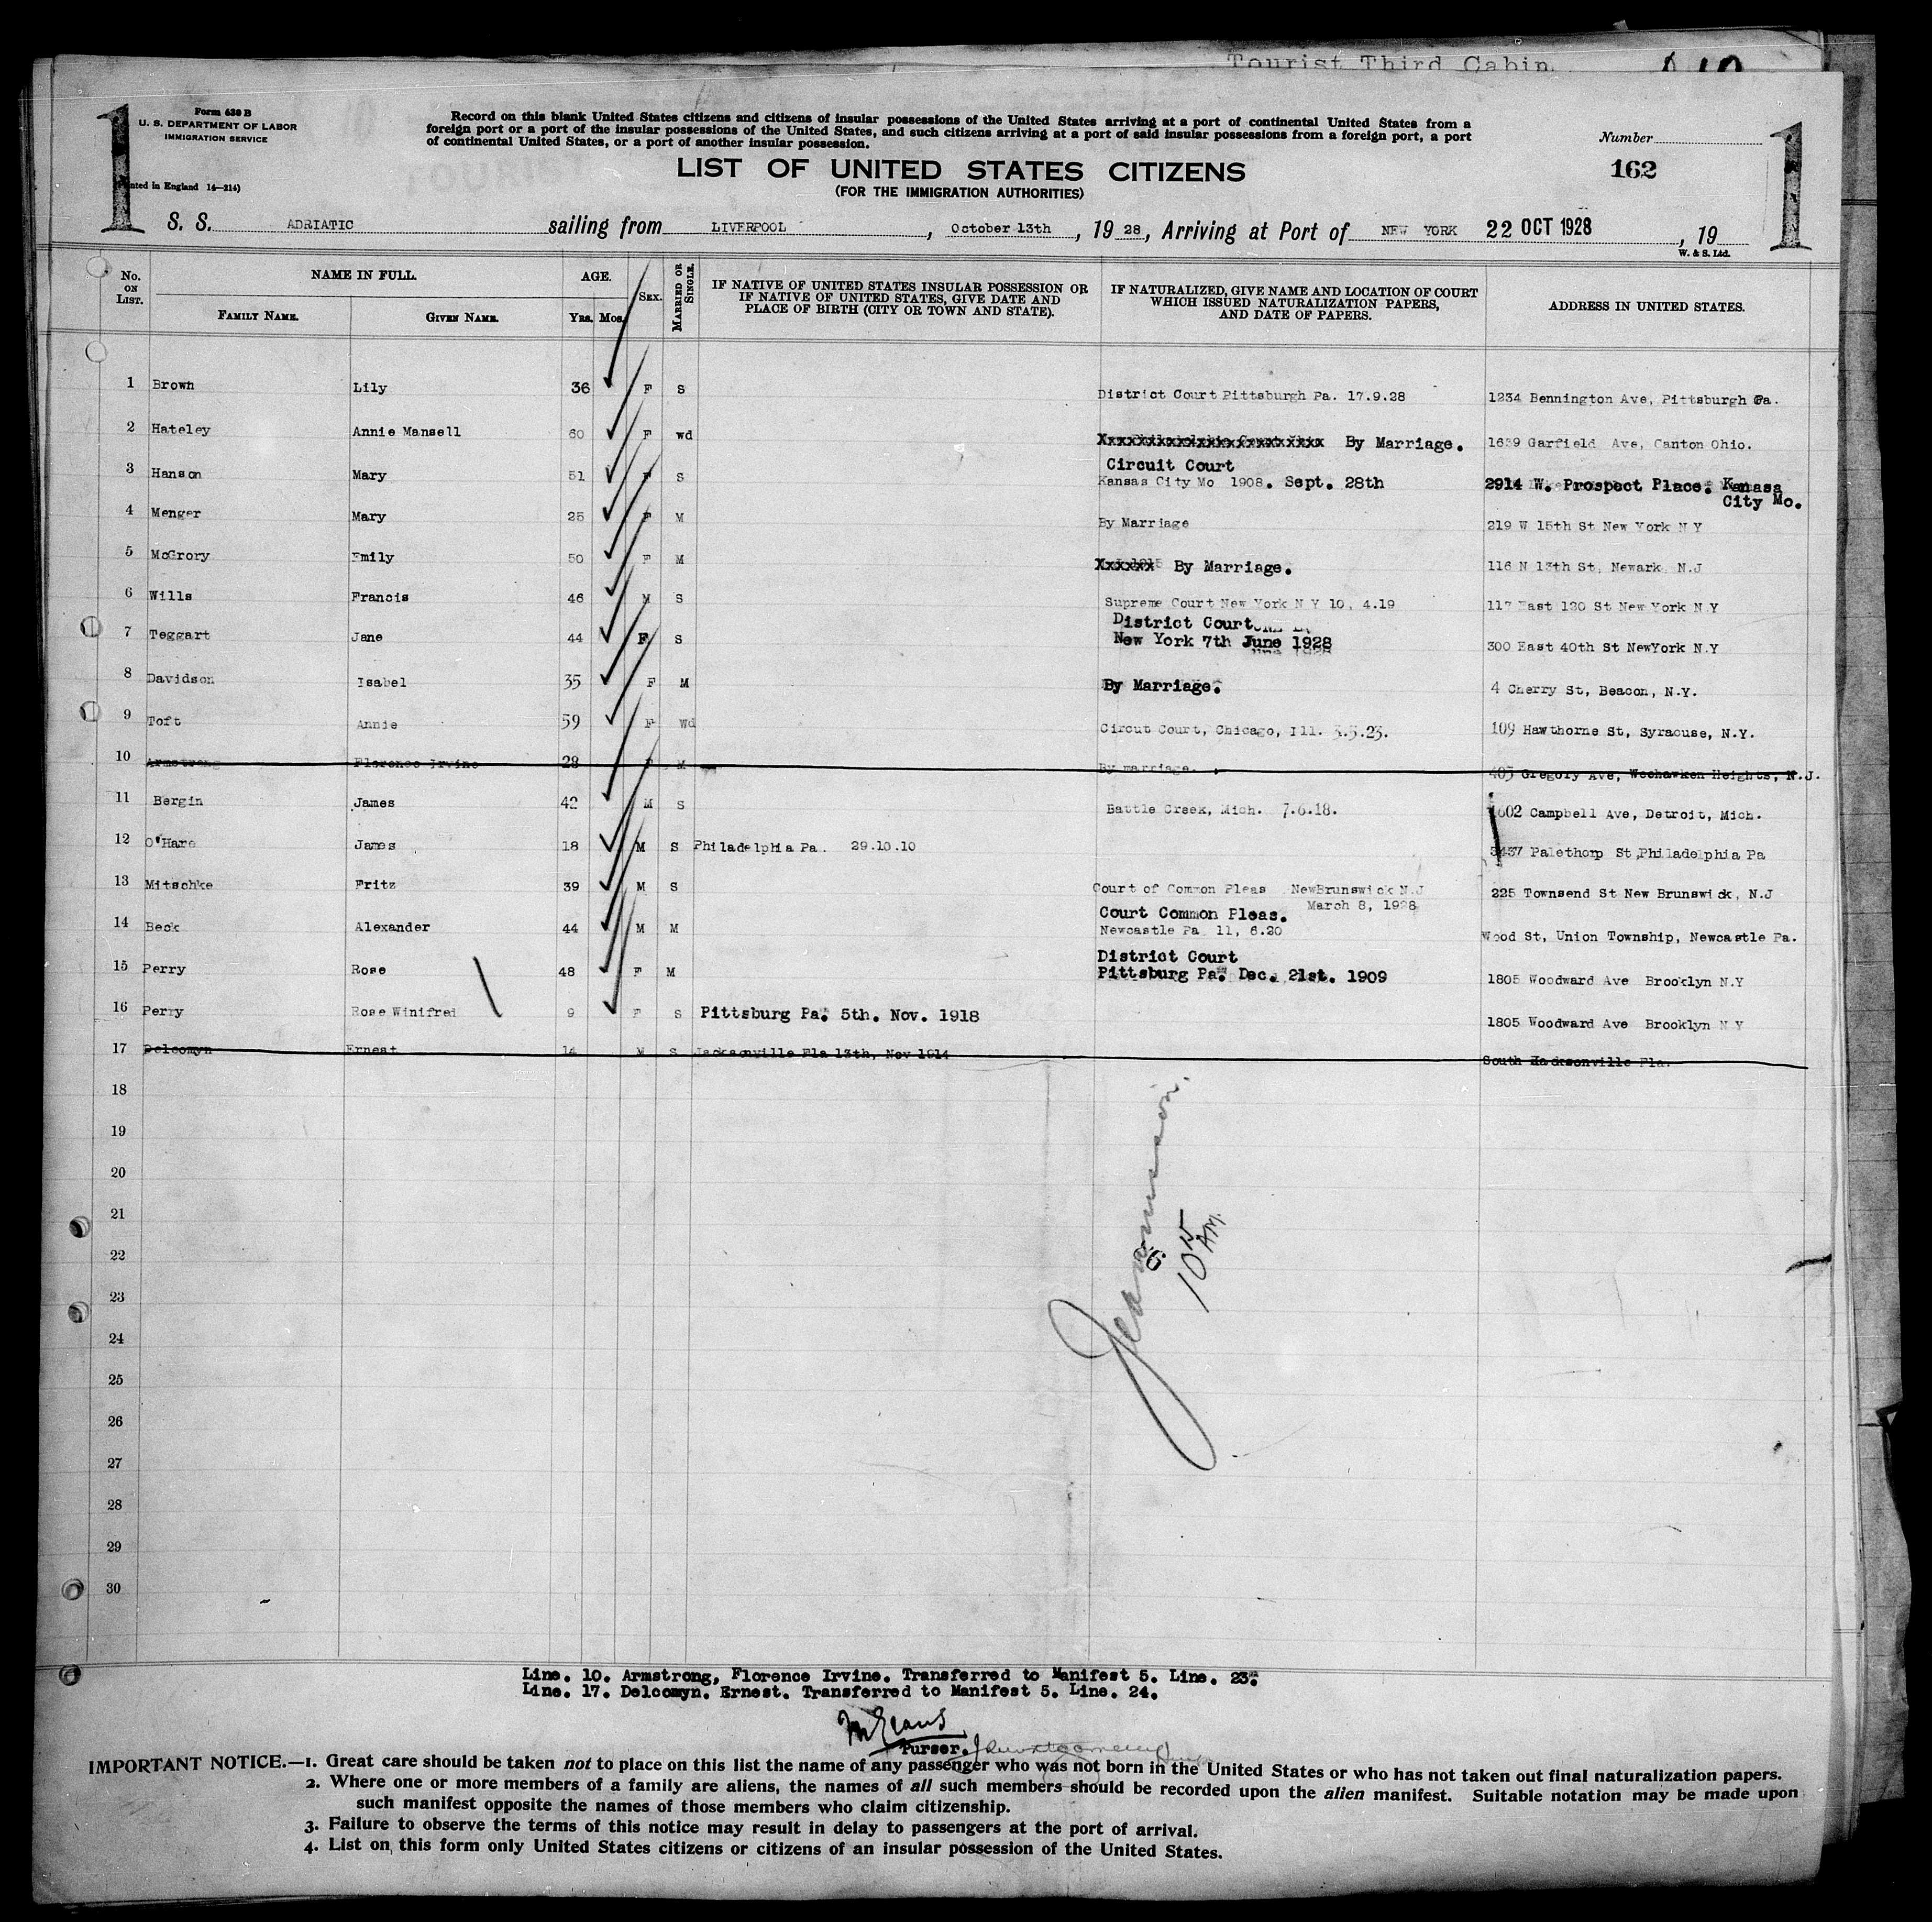 Tourist Third Cabin
1
Form 630 B
U. S. DEPARTMENT OF LABOR
IMMIGRATION SERVICE
nted in England 14—214)
Record on this blank United States citizens and citizens of insular possessions of the United States arriving at a port of continental United States from a
foreign port or a port of the insular possessions of the United States, and such citizens arriving at a port of said insular possessions from a foreign port, a port
of continental United States, or a port of another insular possession.
LIST OF UNITED STATES CITIZENS
(FOR THE IMMIGRATION AUTHORITIES)
Number
162
1
S. S. ADRIATIC sailing from LIVERPOOL, October 13th, 19 28, Arriving at Port of NEW YORK 22 OCT 1928, 19
W. & S. Ltd.
No. ON LIST. NAME IN FULL. FAMILY NAME. GIVEN NAME. AGE. YRS. MOS. SEX. MARRIED OR SINGLE.
IF NATIVE OF UNITED STATES INSULAR POSSESSION OR
IF NATIVE OF UNITED STATES, GIVE DATE AND
PLACE OF BIRTH (CITY OR TOWN AND STATE).
IF NATURALIZED, GIVE NAME AND LOCATION OF COURT
WHICH ISSUED NATURALIZATION PAPERS,
AND DATE OF PAPERS.
ADDRESS IN UNITED STATES.
1 Brown Lily 36 F S District Court Pittsburgh Pa. 17.9.28 1234 Bennington Ave, Pittsburgh Pa.
2 Hateley Annie Mansell 60 F wd By Marriage. 1639 Garfield Ave, Canton Ohio.
3 Hanson Mary 51 F S Circuit Court
Kansas City Mo 1908. Sept. 28th 2914 W. Prospect Place. Kanasa
City Mo.
4 Menger Mary 25 F M By Marriage 219 W 15th St New York N Y
5 McGrory Emily 50 F M By Marriage. 116 N 13th St, Newark N.J
6 Wills Francis 46 M S Supreme Court New York N Y 10, 4.19 117 East 120 St New York N Y
7 Teggart Jane 44 F S District Court
New York 7th June 1928 300 East 40th St NewYork N.Y
8 Davidson Isabel 35 F M By Marriage. 4 Cherry St, Beacon, N.Y.
9 Toft Annie 59 F Wd Circut Court, Chicago, Ill. 3.5.23. 109 Hawthorne St, Syracuse, N.Y.
10 Armstrong Florence Irvine 28 F M By marriage. 405 Gregory Ave, Weehawken Heights, N.J.
11 Bergin James 42 M S Battle Creek, Mich. 7.6.18. 1602 Campbell Ave, Detroit, Mich.
12 O'Hare James 18 M S Philadelphia Pa. 29.10.10 3437 Palethorp St,Philadelphia Pa
13 Mitschke Fritz 39 M S Court of Common Pleas NewBrunswick N.J
March 8, 1928 225 Townsend St New Brunswick, N.J
14 Beck Alexander 44 M M Court Common Pleas.
Newcastle Pa 11, 6.20 Wood St, Union Township, Newcastle Pa.
15 Perry Rose 48 F M District Court
Pittsburg Pa. Dec. 21st. 1909 1805 Woodward Ave Brooklyn N.Y
16 Perry Rose Winifred 9 F S Pittsburg Pa. 5th. Nov. 1918 1805 Woodward Ave Brooklyn N Y
17 Delcomyn Ernest 14 M S Jacksonville Fla 13th, Nov 1914 South Jacksonville Fla.
18
19
20
21
22
23
24
25
26
27
28
29
30
10 15 AM.
Line. 10. Armstrong, Florence Irvine. Transferred to Manifest 5. Line. 23.
Line. 17. Delcomyn. Ernest. Transferred to Manifest 5. Line. 24.
Purser.
IMPORTANT NOTICE.—1. Great care should be taken not to place on this list the name of any passenger who was not born in the United States or who has not taken out final naturalization papers.
2. Where one or more members of a family are aliens, the names of all such members should be recorded upon the alien manifest. Suitable notation may be made upon
such manifest opposite the names of those members who claim citizenship.
3. Failure to observe the terms of this notice may result in delay to passengers at the port of arrival.
4. List on this form only United States citizens or citizens of an insular possession of the United States.